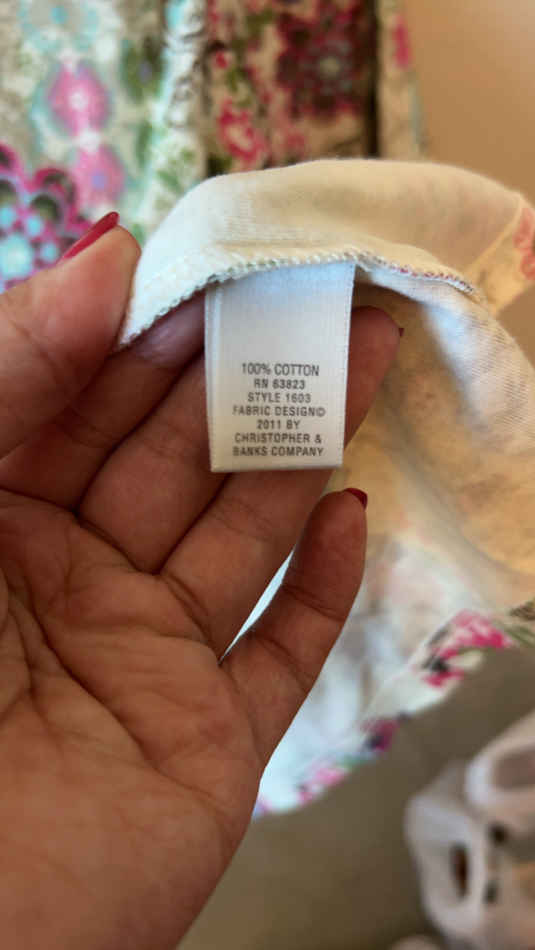 100% COTTON
RN 63823
STYLE 1603
FABRIC DESIGN©
2011 BY
CHRISTOPHER &
BANKS COMPANY